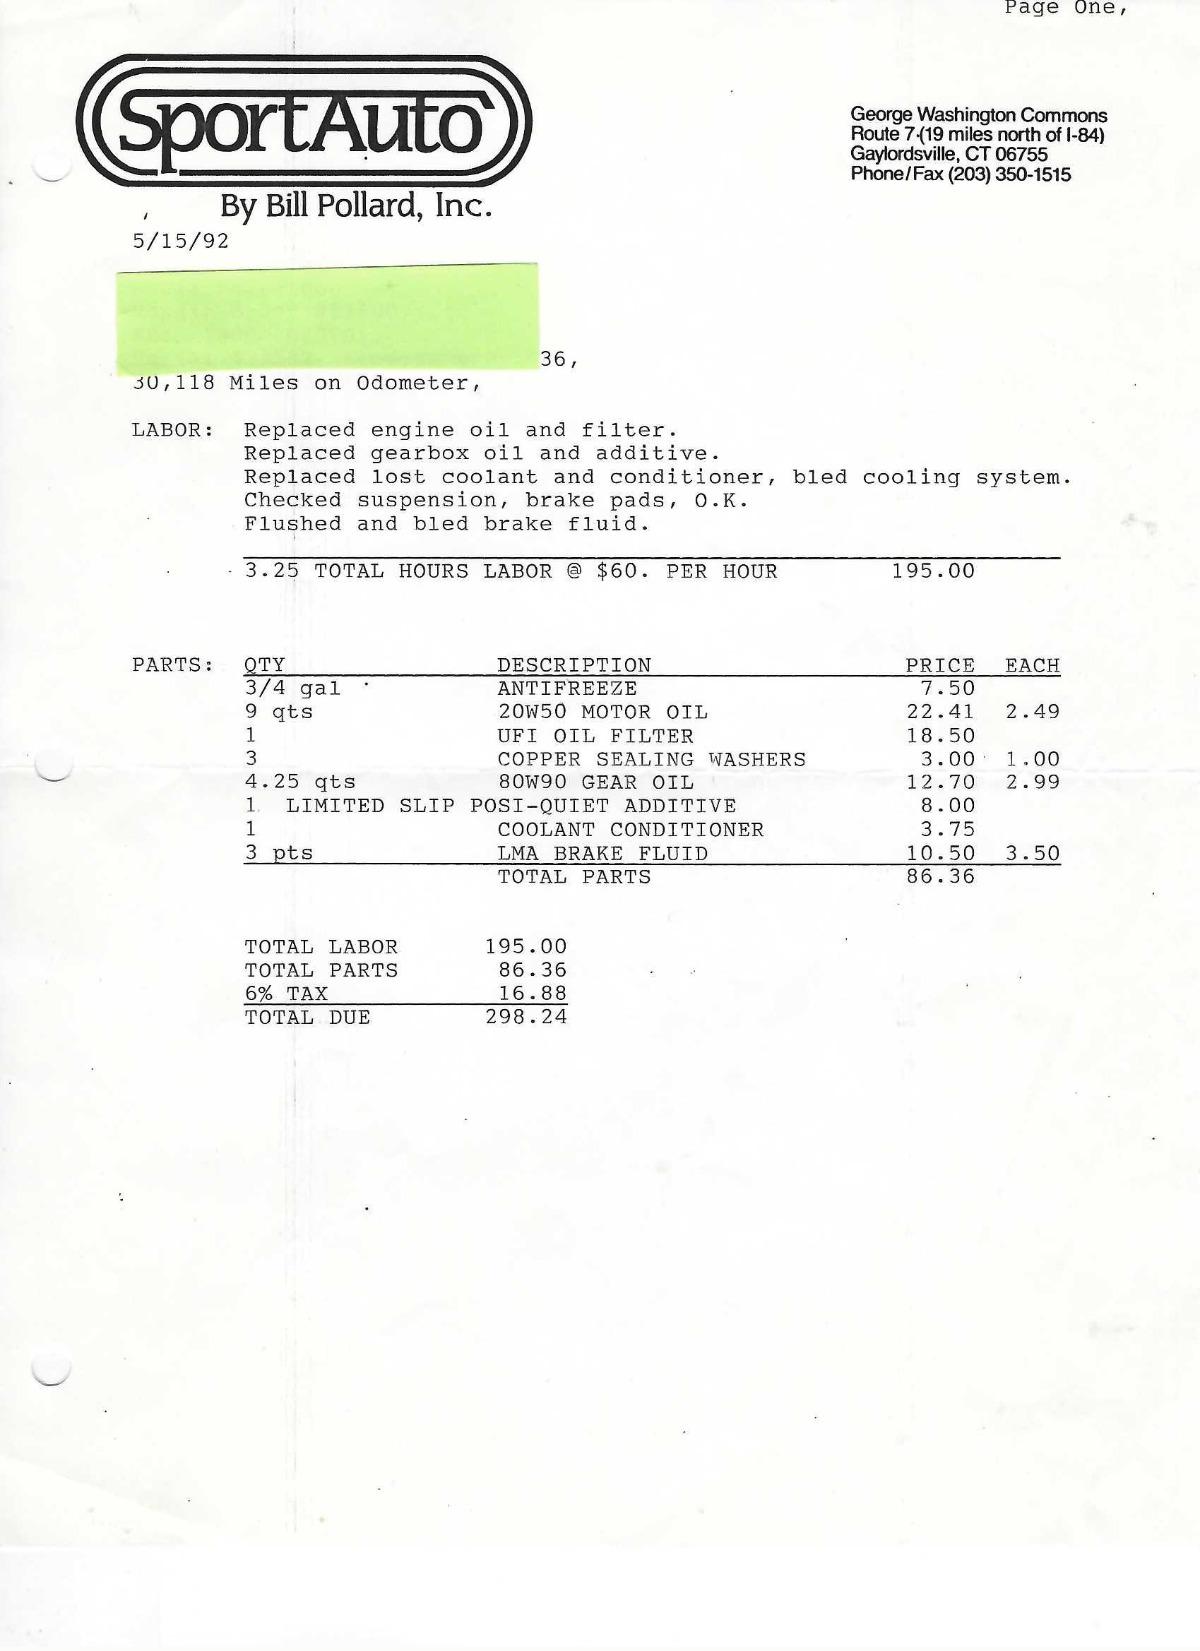 Page One,
SportAuto
By Bill Pollard, Inc.
George Washington Commons
Route 7 (19 miles north of I-84)
Gaylordsville, CT 06755
Phone/Fax (203) 350-1515
5/15/92
36,
30,118 Miles on Odometer,
LABOR: Replaced engine oil and filter.
Replaced gearbox oil and additive.
Replaced lost coolant and conditioner, bled cooling system.
Checked suspension, brake pads, O.K.
Flushed and bled brake fluid.
3.25 TOTAL HOURS LABOR @ $60. PER HOUR 195.00
PARTS: QTY DESCRIPTION PRICE EACH
3/4 gal ANTIFREEZE 7.50
9 qts 20W50 MOTOR OIL 22.41 2.49
1 UFI OIL FILTER 18.50
3 COPPER SEALING WASHERS 3.00 1.00
4.25 qts 80W90 GEAR OIL 12.70 2.99
1 LIMITED SLIP POSI-QUIET ADDITIVE 8.00
1 COOLANT CONDITIONER 3.75
3 pts LMA BRAKE FLUID 10.50 3.50
TOTAL PARTS 86.36
TOTAL LABOR 195.00
TOTAL PARTS 86.36
6% TAX 16.88
TOTAL DUE 298.24